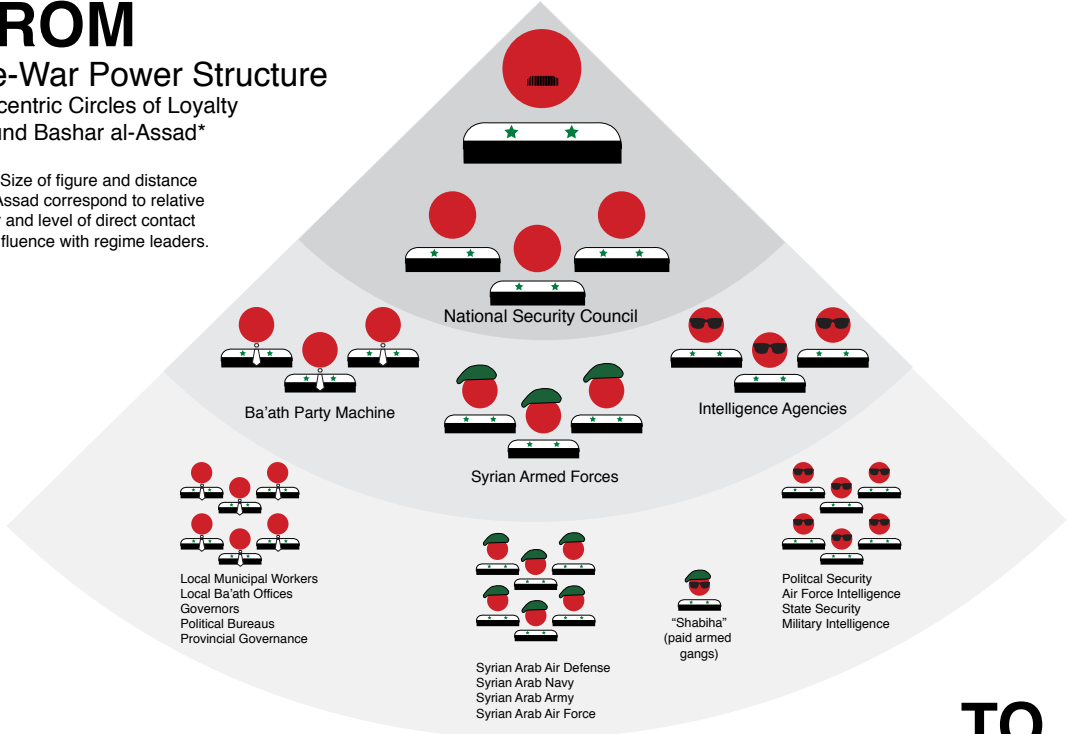 ROM
e-War Power Structure
centric Circles of Loyalty
und Bashar al-Assad*
Size of figure and distance
Assad correspond to relative
r and level of direct contact
fluence with regime leaders.
National Security Council
Ba'ath Party Machine
Intelligence Agencies
Syrian Armed Forces
Local Municipal Workers
Local Ba'ath Offices
Governors
Political Bureaus
Provincial Governance
Politcal Security
Air Force Intelligence
State Security
Military Intelligence
"Shabiha"
(paid armed
gangs)
Syrian Arab Air Defense
Syrian Arab Navy
Syrian Arab Army
Syrian Arab Air Force
TO